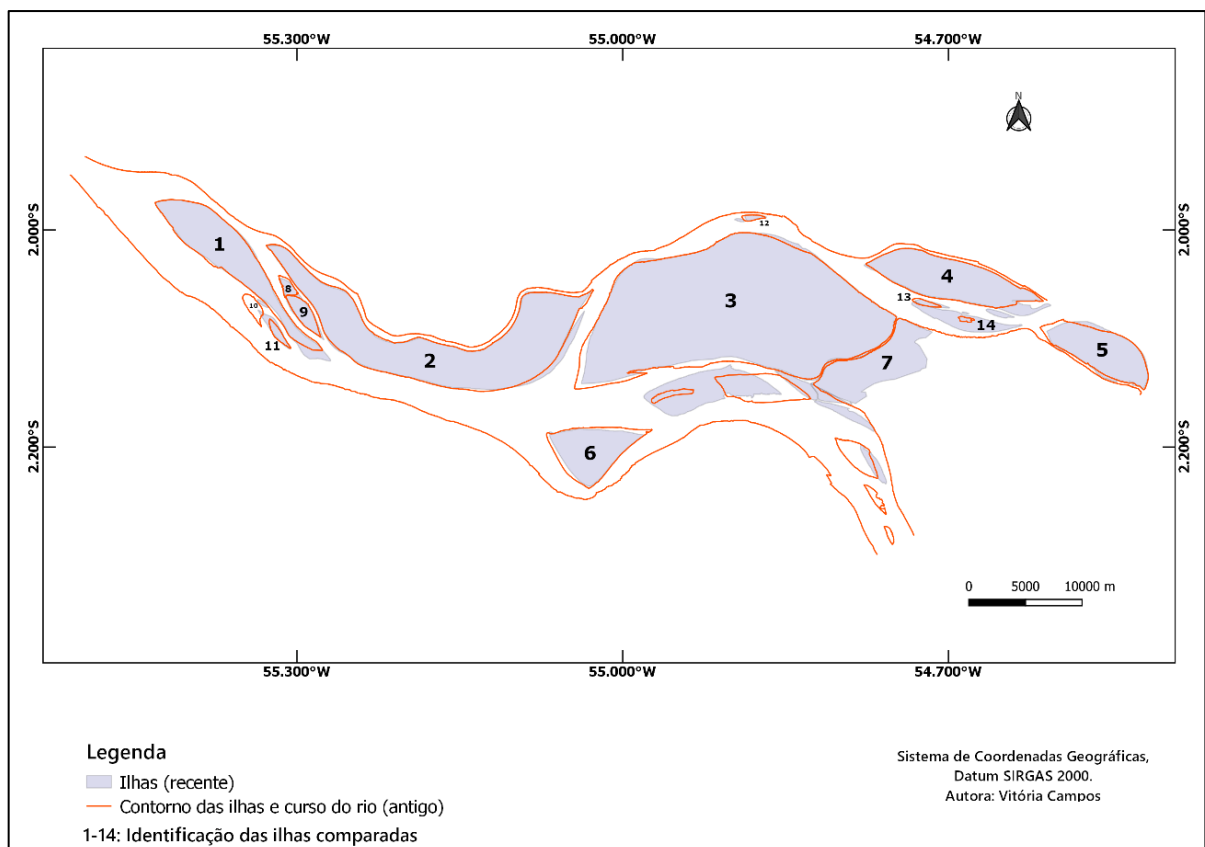 55.300°W 55.000°W 54.700°W
N
2.000°S 2.000°S
12
1
4
8
13
3
10
9
14
11
2
5
7
2.200°S 2.200°S
6
0 5000 10000 m
55.300°W 55.000°W 54.700°W
Legenda
Ilhas (recente)
Contorno das ilhas e curso do rio (antigo)
1-14: Identificação das ilhas comparadas
Sistema de Coordenadas Geográficas,
Datum SIRGAS 2000.
Autora: Vitória Campos